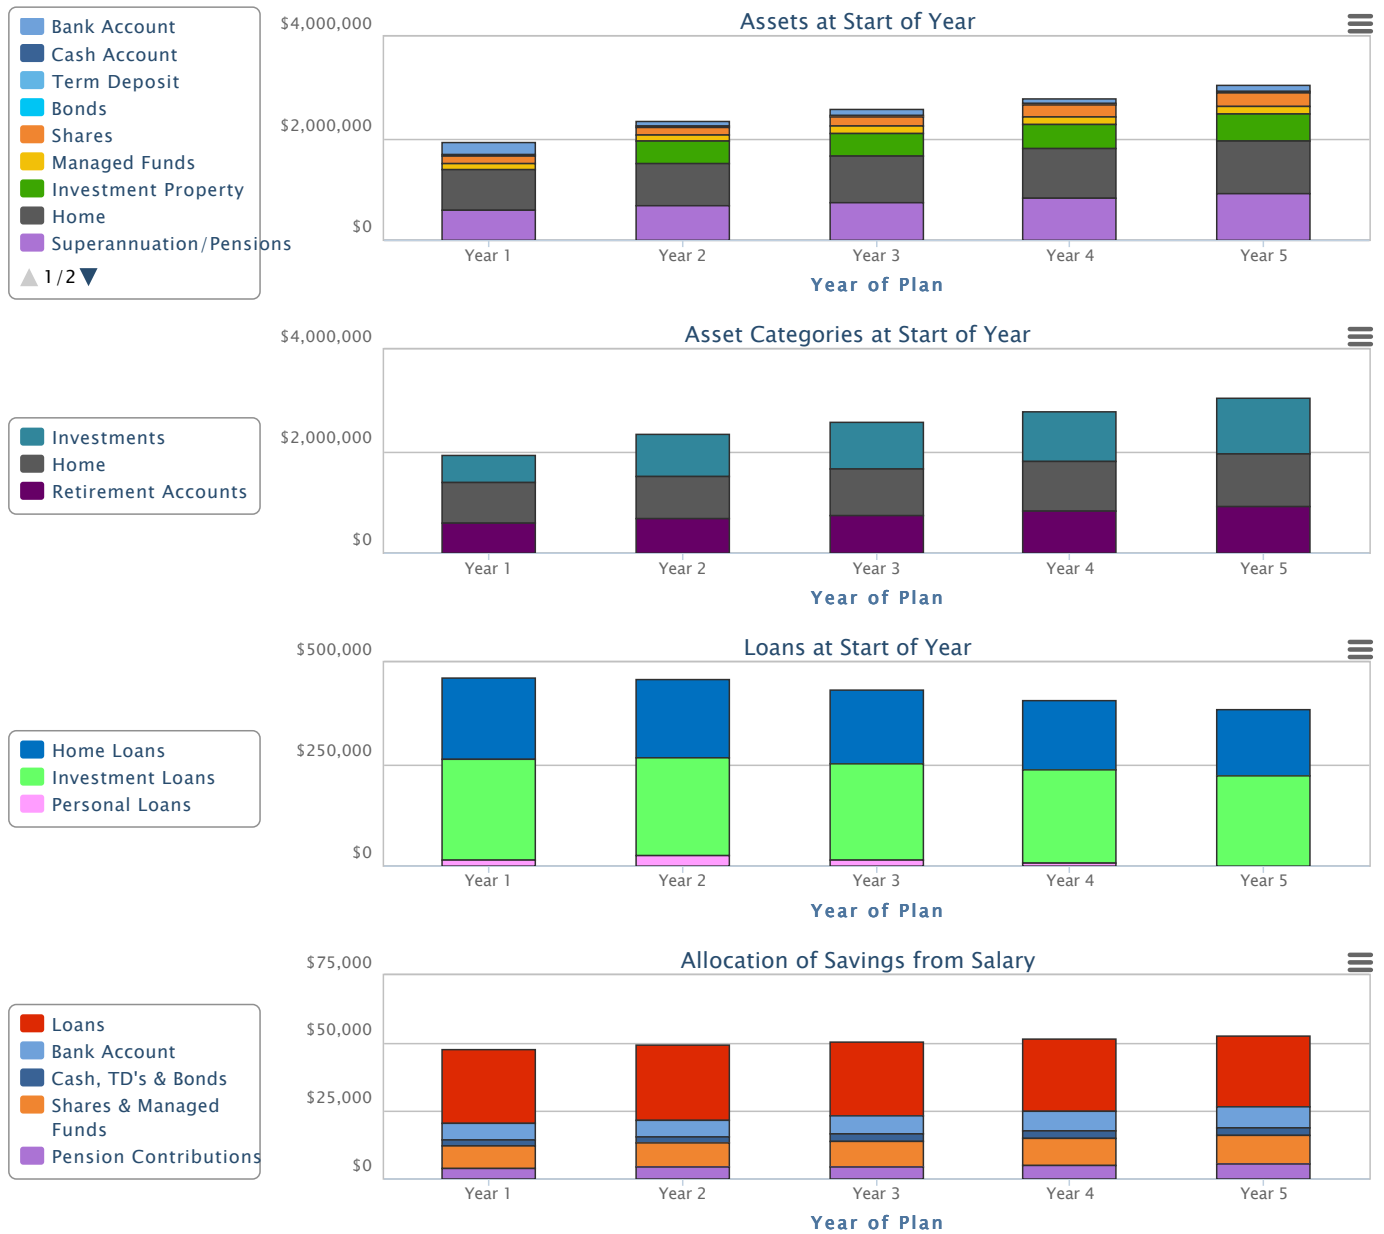 Assets at Start of Year
Bank Account
Cash Account
Term Deposit
Bonds
Shares
Managed Funds
Investment Property
Home
Superannuation/Pensions
1/2
$4,000,000
$2,000,000
$0
Year 1 Year 2 Year 3 Year 4 Year 5
Year of Plan
Asset Categories at Start of Year
Investments
Home
Retirement Accounts
$4,000,000
$2,000,000
$0
Year 1 Year 2 Year 3 Year 4 Year 5
Year of Plan
Loans at Start of Year
Home Loans
Investment Loans
Personal Loans
$500,000
$250,000
$0
Year 1 Year 2 Year 3 Year 4 Year 5
Year of Plan
Allocation of Savings from Salary
Loans
Bank Account
Cash, TD's & Bonds
Shares & Managed
Funds
Pension Contributions
$75,000
$50,000
$25,000
$0
Year 1 Year 2 Year 3 Year 4 Year 5
Year of Plan